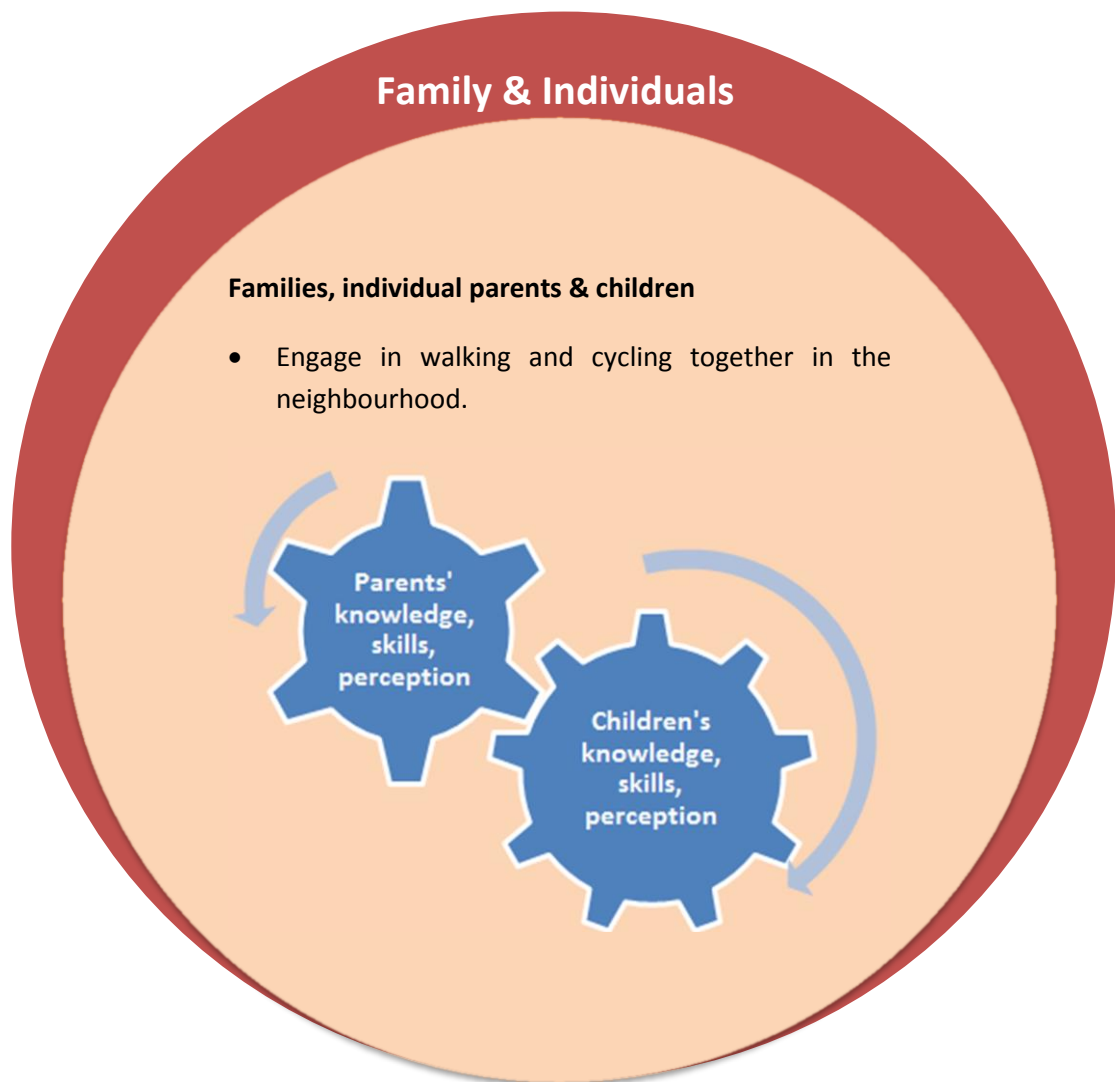 Family & Individuals
Families, individual parents & children
• Engage in walking and cycling together in the
neighbourhood.
Parents'
knowledge,
skills,
perception
Children's
knowledge,
skills,
perception